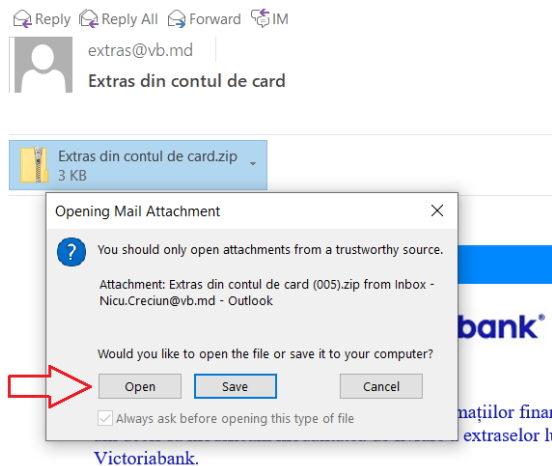 Reply Reply All Forward IM
extras@vb.md
Extras din contul de card
Extras din contul de card.zip
3 KB
Opening Mail Attachment
You should only open attachments from a trustworthy source.
Attachment: Extras din contul de card (005).zip from Inbox -
Nicu.Creciun@vb.md - Outlook
bank
Would you like to open the file or save it to your computer?
Open Save Cancel
Always ask before opening this type of file
extraselor
Victoriabank.